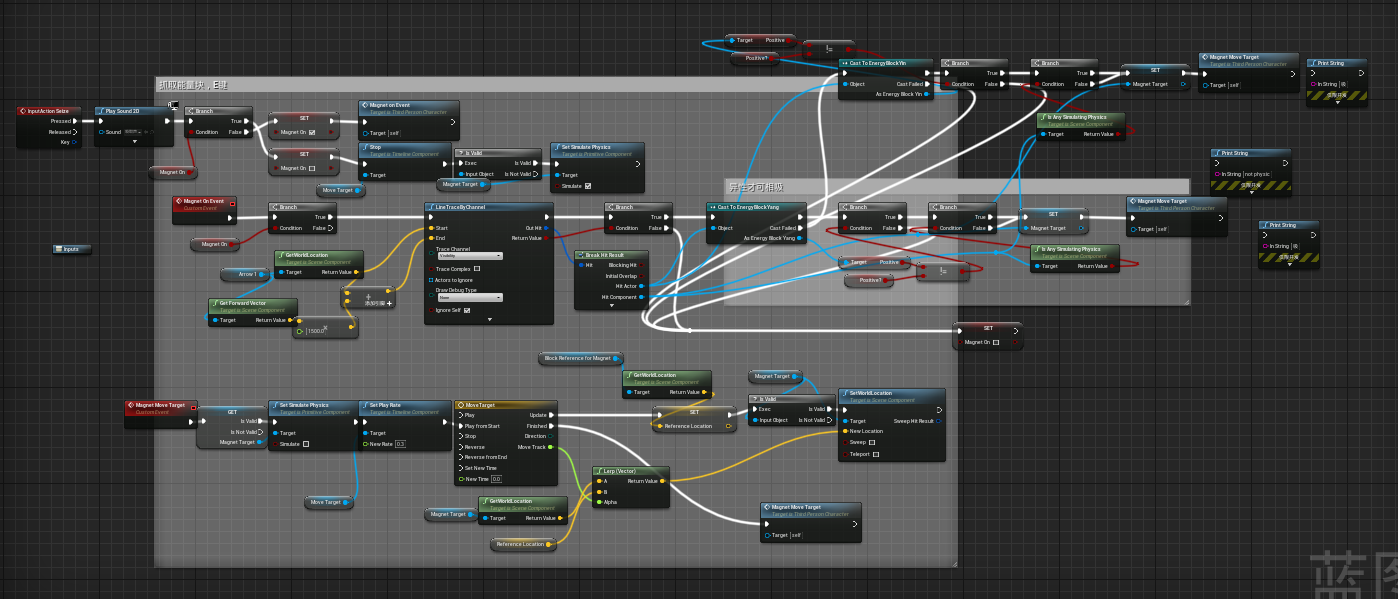 Target Positive
!=
Positive?
Cast To EnergyBlockYin
Object Cast Failed
As Energy Block Yin
Branch
True
Condition False
Branch
True
Condition False
SET
Magnet Target
Magnet Move Target
Target is Third Person Character
Target self
Print String
In String
仅限开发
Is Any Simulating Physics
Target is Scene Component
Target Return Value
抓取能量块，E键
InputAction Seize
Pressed
Released
Key
Play Sound 2D
Sound
Branch
True
Condition False
Magnet On
SET
Magnet On
SET
Magnet On
Magnet on Event
Target is Third Person Character
Target self
Stop
Target is Timeline Component
Target
Move Target
Is Valid
Exec Is Valid
Input Object Is Not Valid
Magnet Target
Set Simulate Physics
Target is Primitive Component
Target
Simulate
Print String
In String not physic
仅限开发
异性才可相吸
Magnet On Event
Custom Event
Magnet On
Branch
True
Condition False
GetWorldLocation
Target is Scene Component
Target Return Value
Arrow 1
Get Forward Vector
Target is Scene Component
Target Return Value
1500.0
添加引脚
LineTraceByChannel
Start Out Hit
End Return Value
Trace Channel
Visibility
Trace Complex
Actors to Ignore
Draw Debug Type
None
Ignore Self
Branch
True
Condition False
Break Hit Result
Hit Blocking Hit
Initial Overlap
Hit Actor
Hit Component
Cast To EnergyBlockYang
Object Cast Failed
As Energy Block Yang
Branch
True
Condition False
Branch
True
Condition False
Target Positive
Positive?
!=
SET
Magnet Target
Is Any Simulating Physics
Target is Scene Component
Target Return Value
Magnet Move Target
Target is Third Person Character
Target self
Print String
In String
仅限开发
Inputs
SET
Magnet On
Magnet Move Target
Custom Event
GET
Is Valid
Is Not Valid
Magnet Target
Set Simulate Physics
Target is Primitive Component
Target
Simulate
Set Play Rate
Target is Timeline Component
Target
New Rate 0.3
Move Target
MoveTarget
Play Update
Play from Start Finished
Stop Direction
Reverse Move Track
Reverse from End
Set New Time
New Time 0.0
Block Reference for Magnet
GetWorldLocation
Target is Scene Component
Target Return Value
SET
Reference Location
Magnet Target
Is Valid
Exec Is Valid
Input Object Is Not Valid
SetWorldLocation
Target is Scene Component
Target Sweep Hit Result
New Location
Sweep
Teleport
Lerp (Vector)
A Return Value
B
Alpha
Magnet Target
GetWorldLocation
Target is Scene Component
Target Return Value
Reference Location
Magnet Move Target
Target is Third Person Character
Target self
蓝图